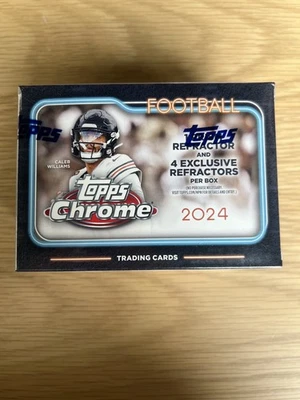 FOOTBALL
Topps
Topps
REFRACTOR
AND
4 EXCLUSIVE
REFRACTORS
PER BOX
CALEB
WILLIAMS
Topps
Chrome
2024
TRADING CARDS